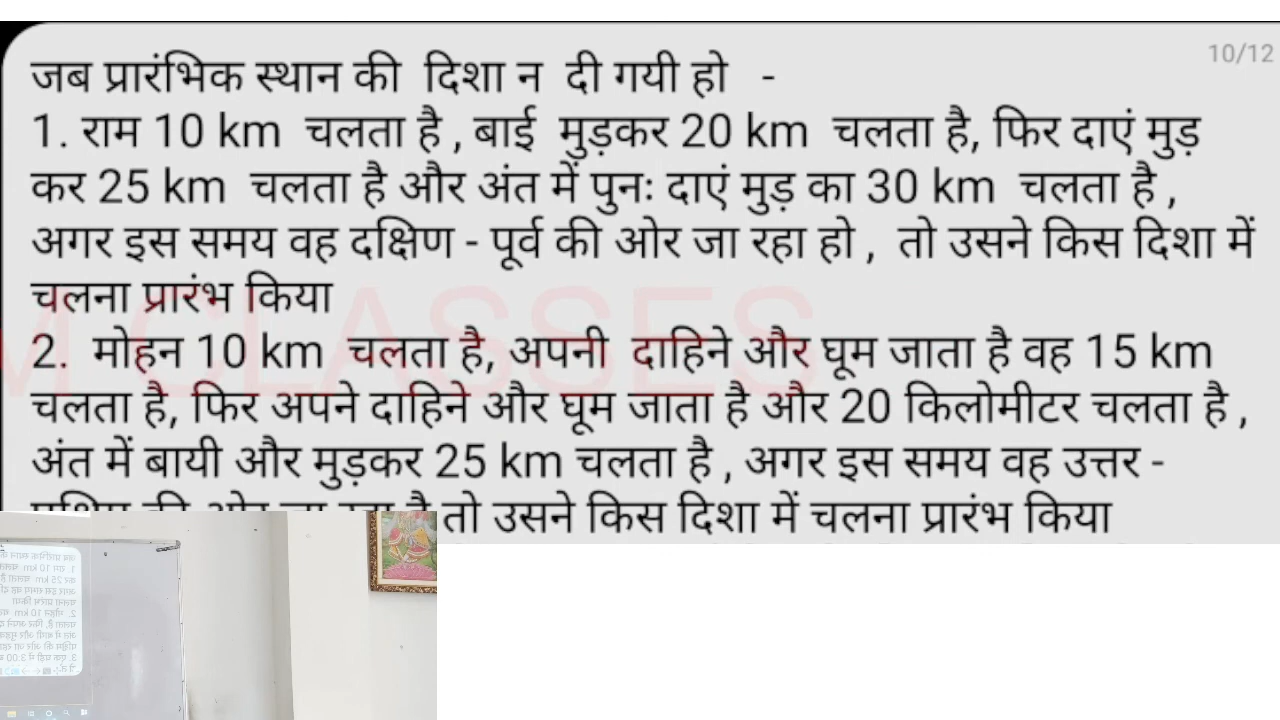 10/12
जब प्रारंभिक स्थान की दिशा न दी गयी हो -
1. राम 10 km चलता है , बाई मुड़कर 20 km चलता है, फिर दाएं मुड़
कर 25 km चलता है और अंत में पुनः दाएं मुड़ का 30 km चलता है ,
अगर इस समय वह दक्षिण - पूर्व की ओर जा रहा हो , तो उसने किस दिशा में
चलना प्रारंभ किया
M CLASSES
2. मोहन 10 km चलता है, अपनी दाहिने और घूम जाता है वह 15 km
चलता है, फिर अपने दाहिने और घूम जाता है और 20 किलोमीटर चलता है ,
अंत में बायी और मुड़कर 25 km चलता है , अगर इस समय वह उत्तर -
तो उसने किस दिशा में चलना प्रारंभ किया